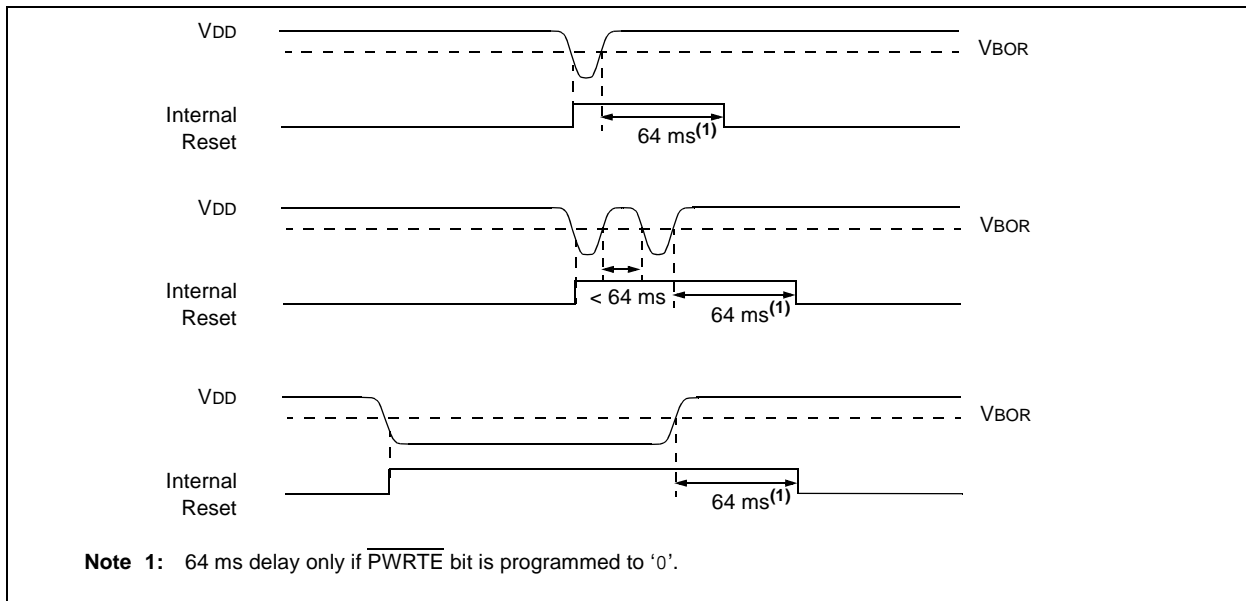 VDD
VBOR
Internal
Reset
64 ms(1)
VDD
VBOR
Internal
Reset
< 64 ms
64 ms(1)
VDD
VBOR
Internal
Reset
64 ms(1)
Note 1: 64 ms delay only if PWRTE bit is programmed to ‘0’.